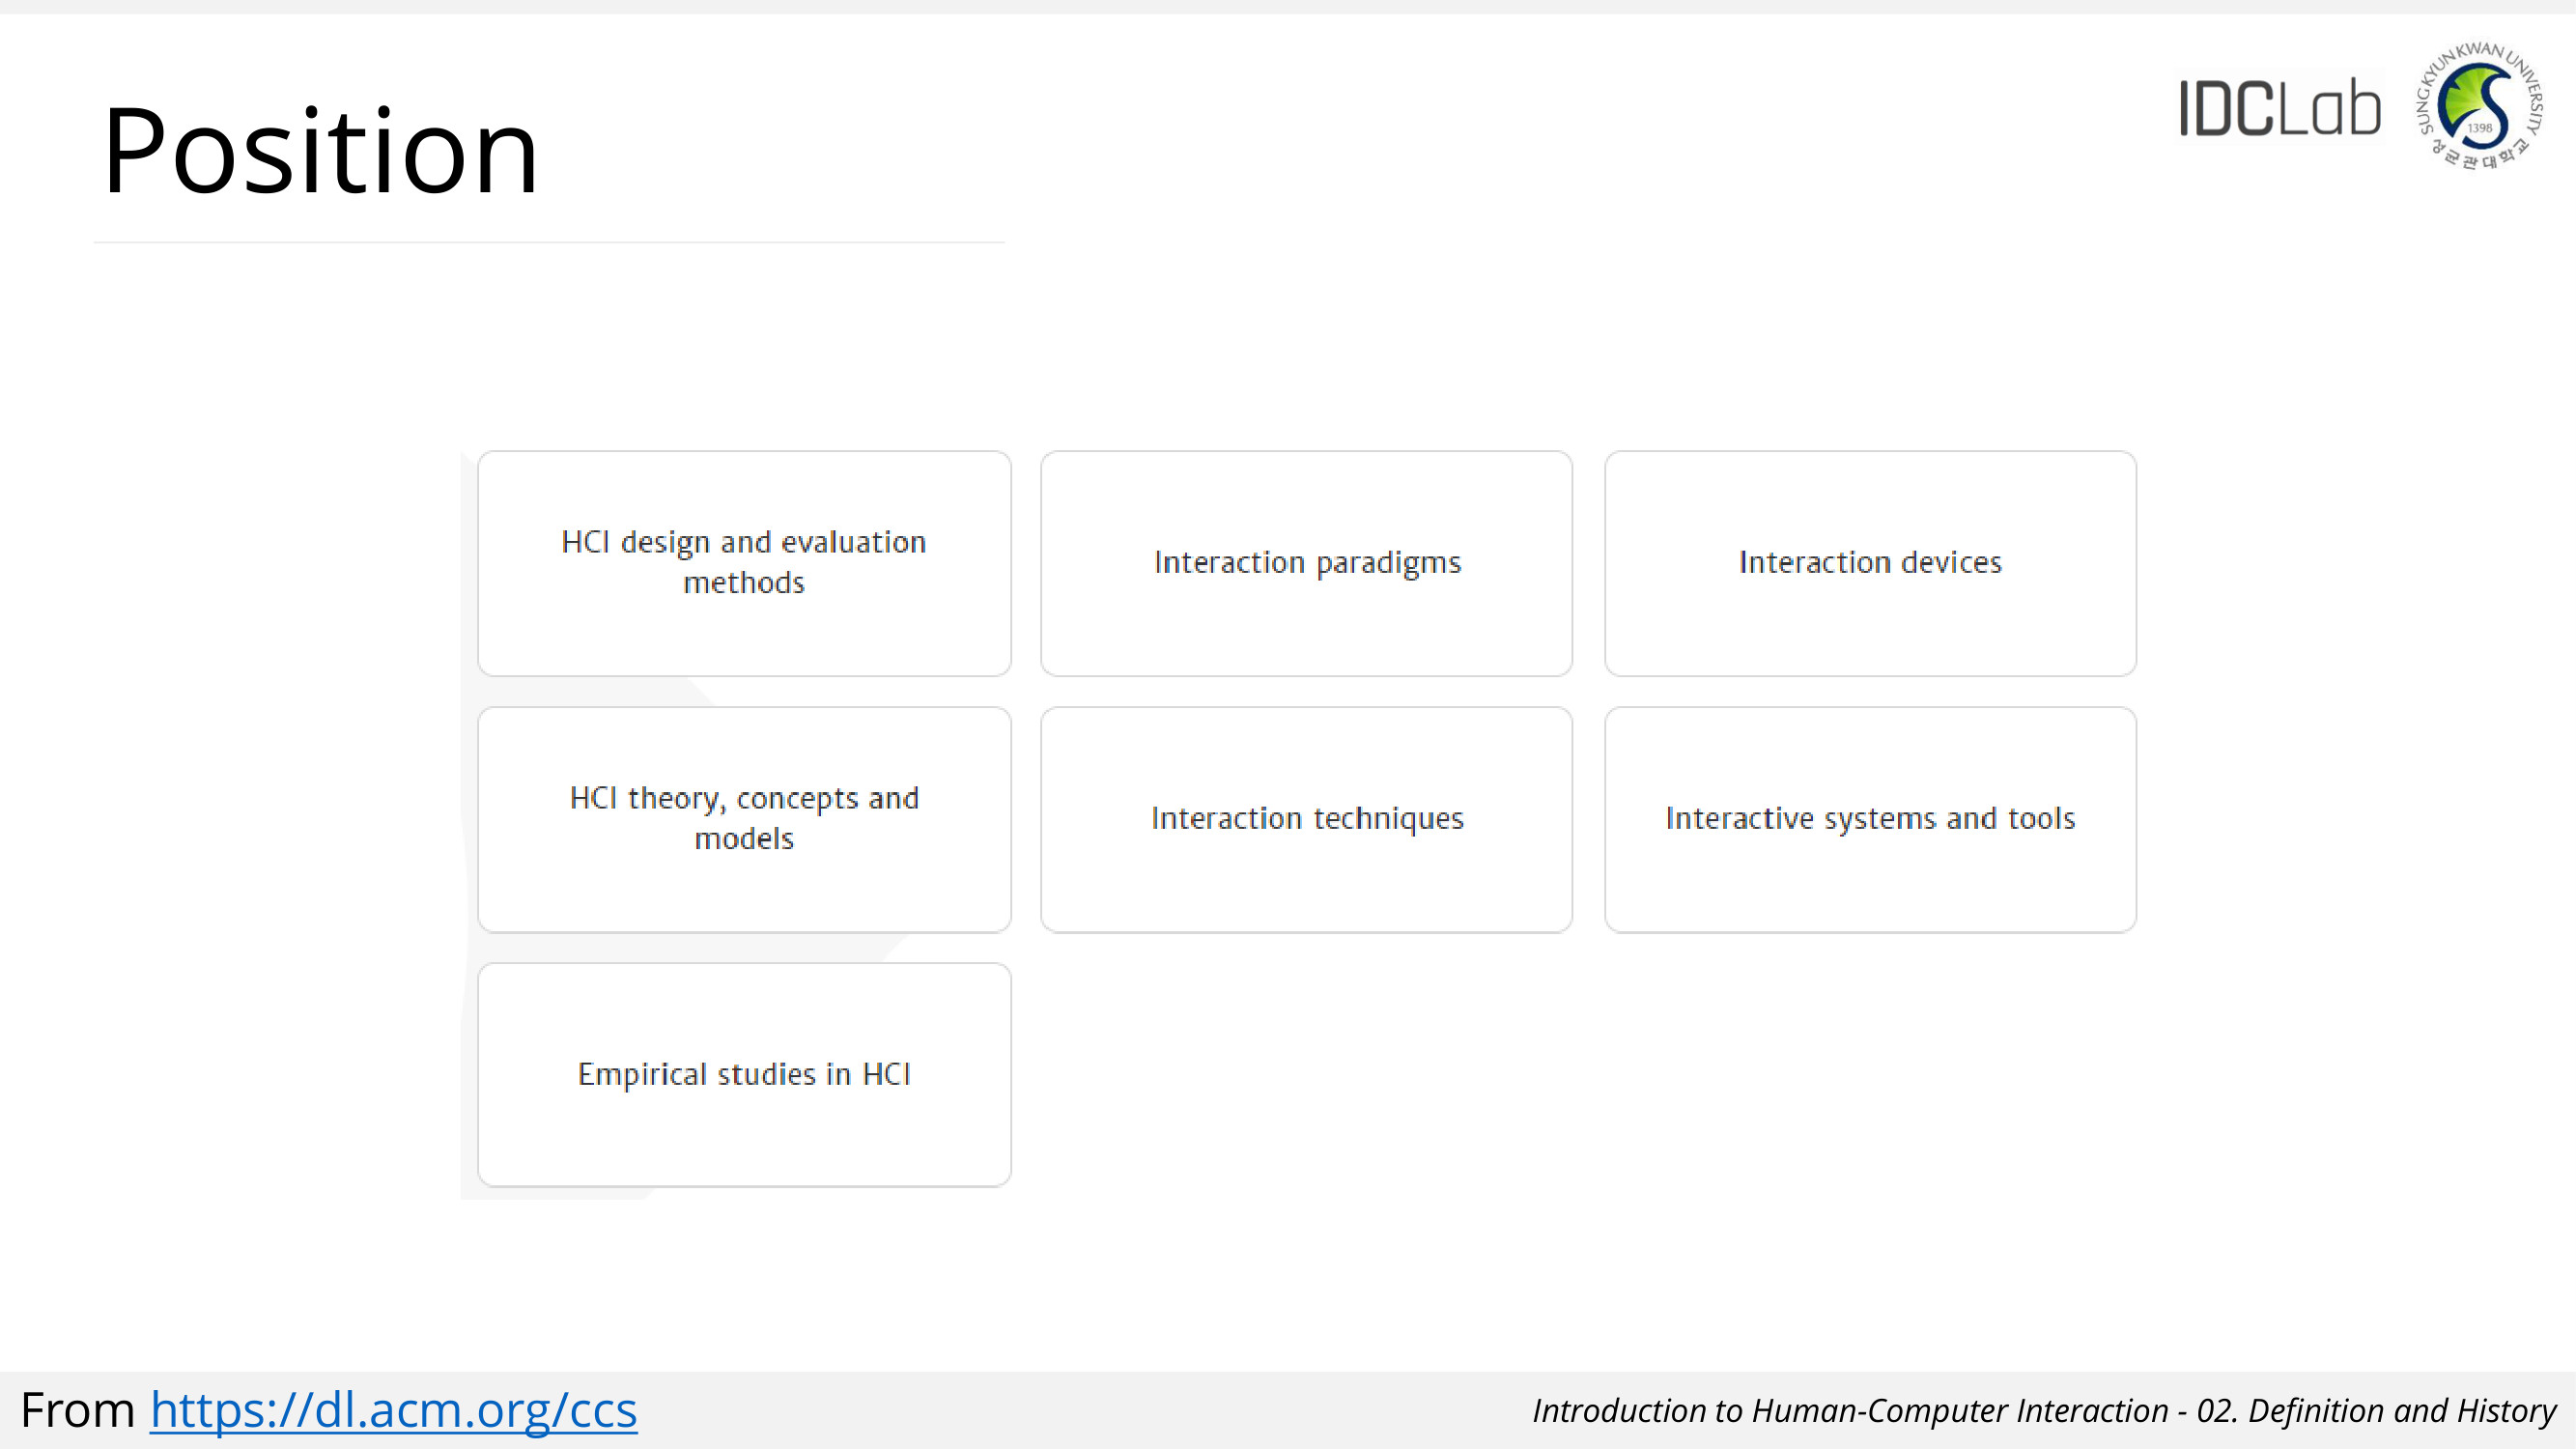 Position
IDCLab
SUNGKYUNKWAN UNIVERSITY
1398
성균관대학교
HCI design and evaluation
methods
Interaction paradigms
Interaction devices
HCI theory, concepts and
models
Interaction techniques
Interactive systems and tools
Empirical studies in HCI
From https://dl.acm.org/ccs
Introduction to Human-Computer Interaction - 02. Definition and History